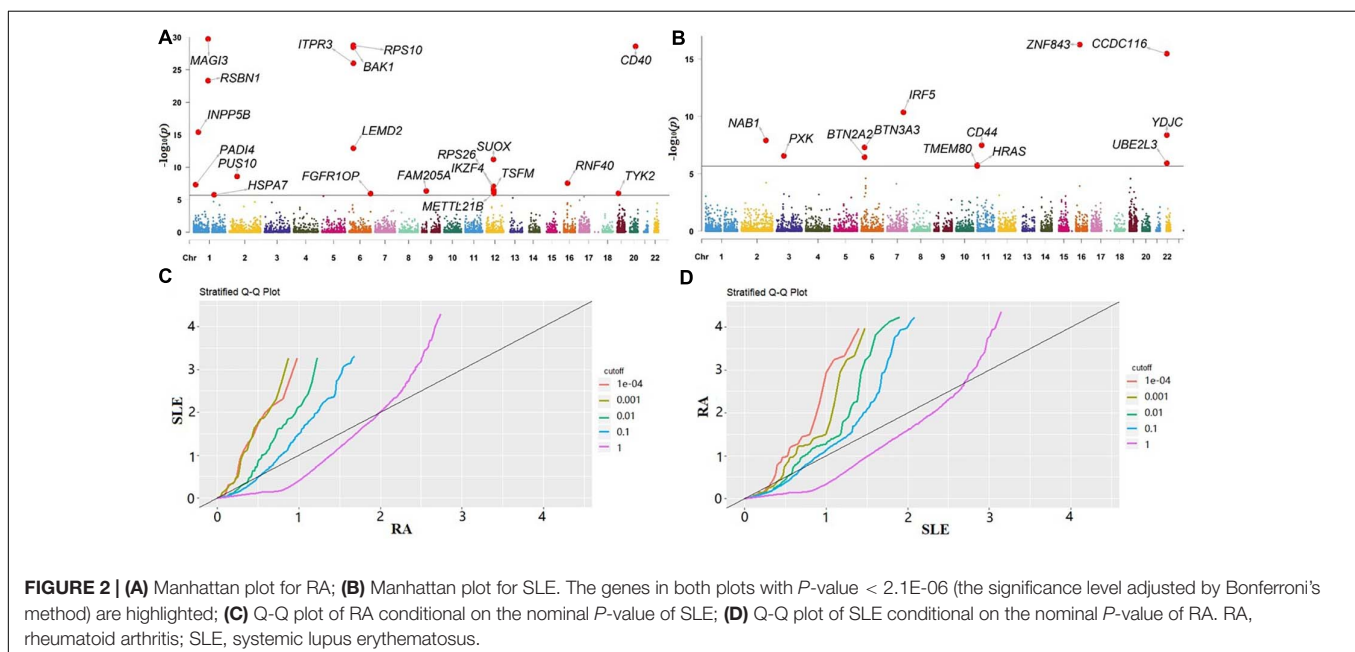 A
30
25
20
15
10
5
0
-log₁₀(p)
MAGI3
RSBN1
INPP5B
PADI4
PUS10
HSPA7
ITPR3
RPS10
BAK1
LEMD2
FGFR1OP
FAM205A
RPS26
SUOX
IKZF4
TSFM
METTL21B
RNF40
TYK2
CD40
Chr 1 2 3 4 5 6 7 8 9 10 11 12 13 14 15 16 18 20 22
B
15
10
5
0
-log₁₀(p)
ZNF843
CCDC116
IRF5
NAB1
PXK
BTN2A2
BTN3A3
CD44
TMEM80
HRAS
YDJC
UBE2L3
Chr 1 2 3 4 5 6 7 8 9 10 11 12 13 14 15 16 17 18 20 22
C
Stratified Q-Q Plot
SLE
4
3
2
1
0
0 1 2 3 4
RA
cutoff
1e-04
0.001
0.01
0.1
1
D
Stratified Q-Q Plot
RA
4
3
2
1
0
0 1 2 3 4
SLE
cutoff
1e-04
0.001
0.01
0.1
1
FIGURE 2 | (A) Manhattan plot for RA; (B) Manhattan plot for SLE. The genes in both plots with P-value < 2.1E-06 (the significance level adjusted by Bonferroni's
method) are highlighted; (C) Q-Q plot of RA conditional on the nominal P-value of SLE; (D) Q-Q plot of SLE conditional on the nominal P-value of RA. RA,
rheumatoid arthritis; SLE, systemic lupus erythematosus.